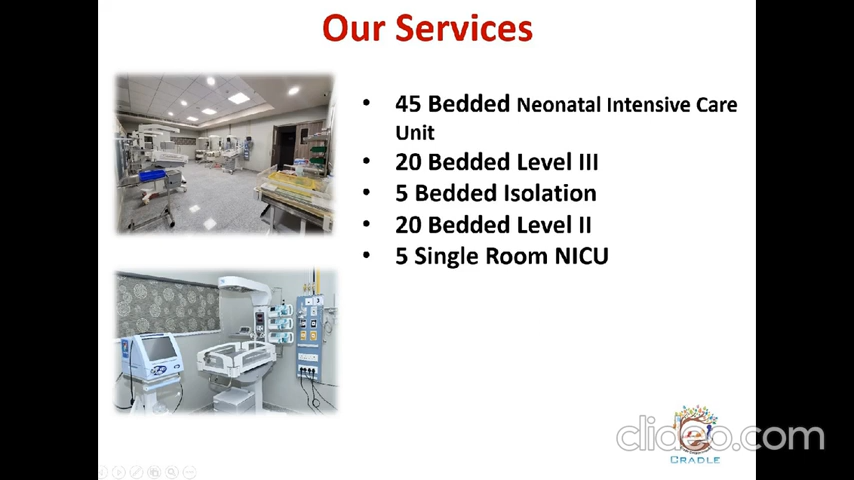 Our Services
• 45 Bedded Neonatal Intensive Care
Unit
• 20 Bedded Level III
• 5 Bedded Isolation
• 20 Bedded Level II
• 5 Single Room NICU
clideo.com
CRADLE